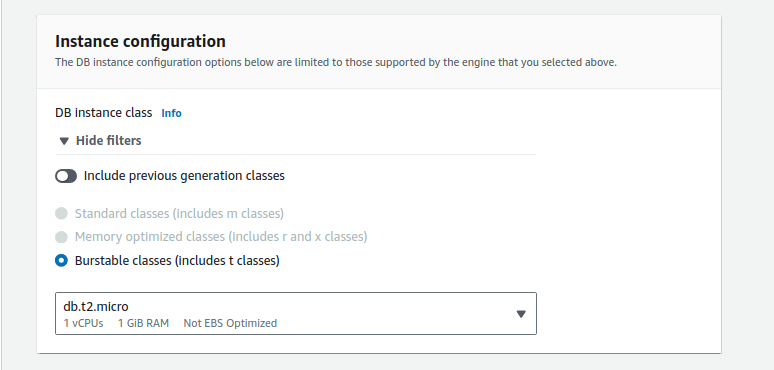 Instance configuration
The DB instance configuration options below are limited to those supported by the engine that you selected above.
DB instance class Info
Hide filters
Include previous generation classes
Standard classes (includes m classes)
Memory optimized classes (includes r and x classes)
Burstable classes (includes t classes)
db.t2.micro
1 vCPUs 1 GiB RAM Not EBS Optimized